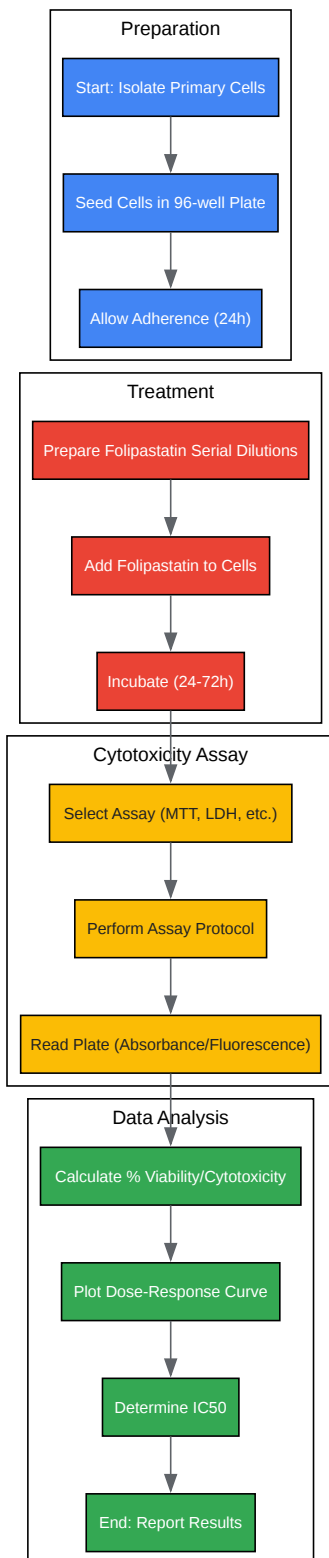 Preparation
Start: Isolate Primary Cells
Seed Cells in 96-well Plate
Allow Adherence (24h)
Treatment
Prepare Folipastatin Serial Dilutions
Add Folipastatin to Cells
Incubate (24-72h)
Cytotoxicity Assay
Select Assay (MTT, LDH, etc.)
Perform Assay Protocol
Read Plate (Absorbance/Fluorescence)
Data Analysis
Calculate % Viability/Cytotoxicity
Plot Dose-Response Curve
Determine IC50
End: Report Results